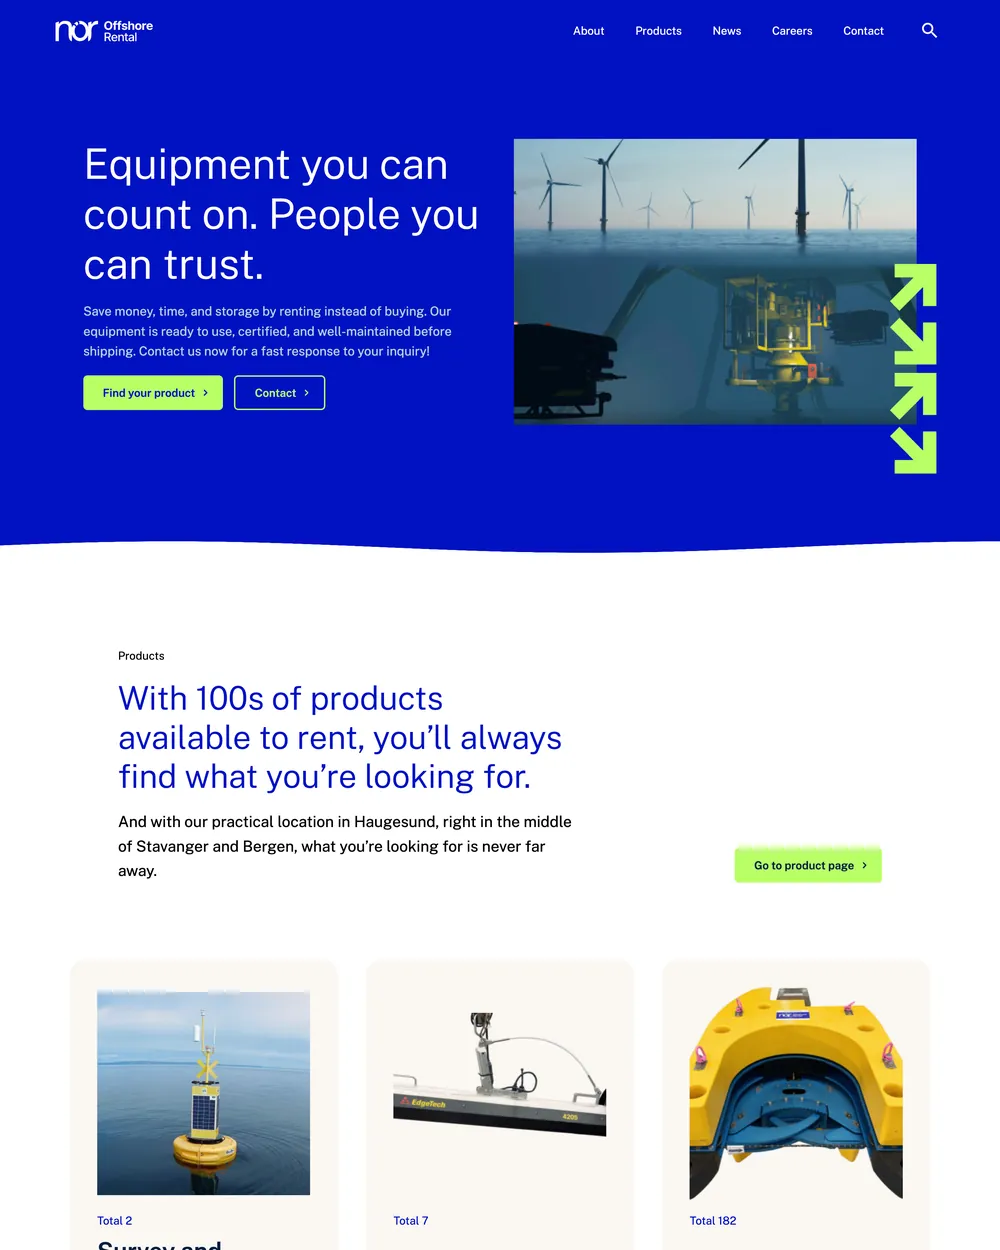 nor Offshore
Rental
About
Products
News
Careers
Contact
Equipment you can
count on. People you
can trust.
Save money, time, and storage by renting instead of buying. Our
equipment is ready to use, certified, and well-maintained before
shipping. Contact us now for a fast response to your inquiry!
Find your product
Contact
Products
With 100s of products
available to rent, you’ll always
find what you’re looking for.
And with our practical location in Haugesund, right in the middle
of Stavanger and Bergen, what you’re looking for is never far
away.
Go to product page
EdgeTech
4205
nor
Total 2
Total 7
Total 182
Survey and